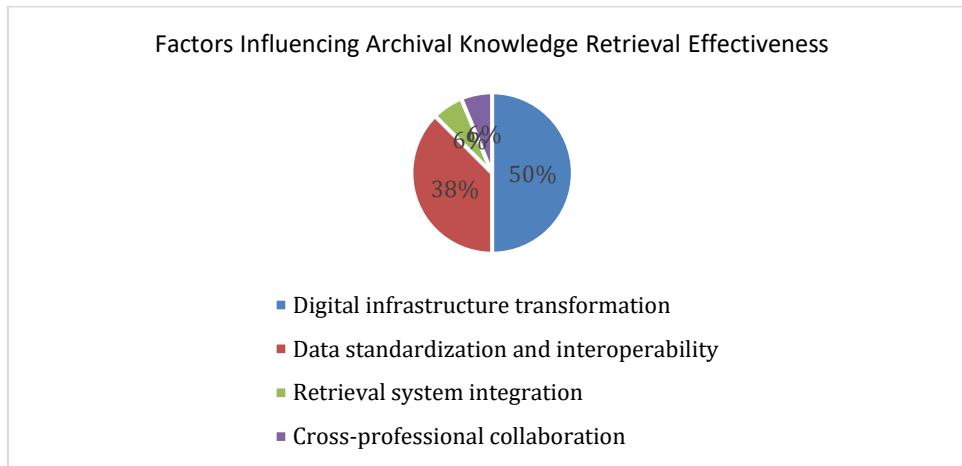 Factors Influencing Archival Knowledge Retrieval Effectiveness
6%
6%
50%
38%
Digital infrastructure transformation
Data standardization and interoperability
Retrieval system integration
Cross-professional collaboration